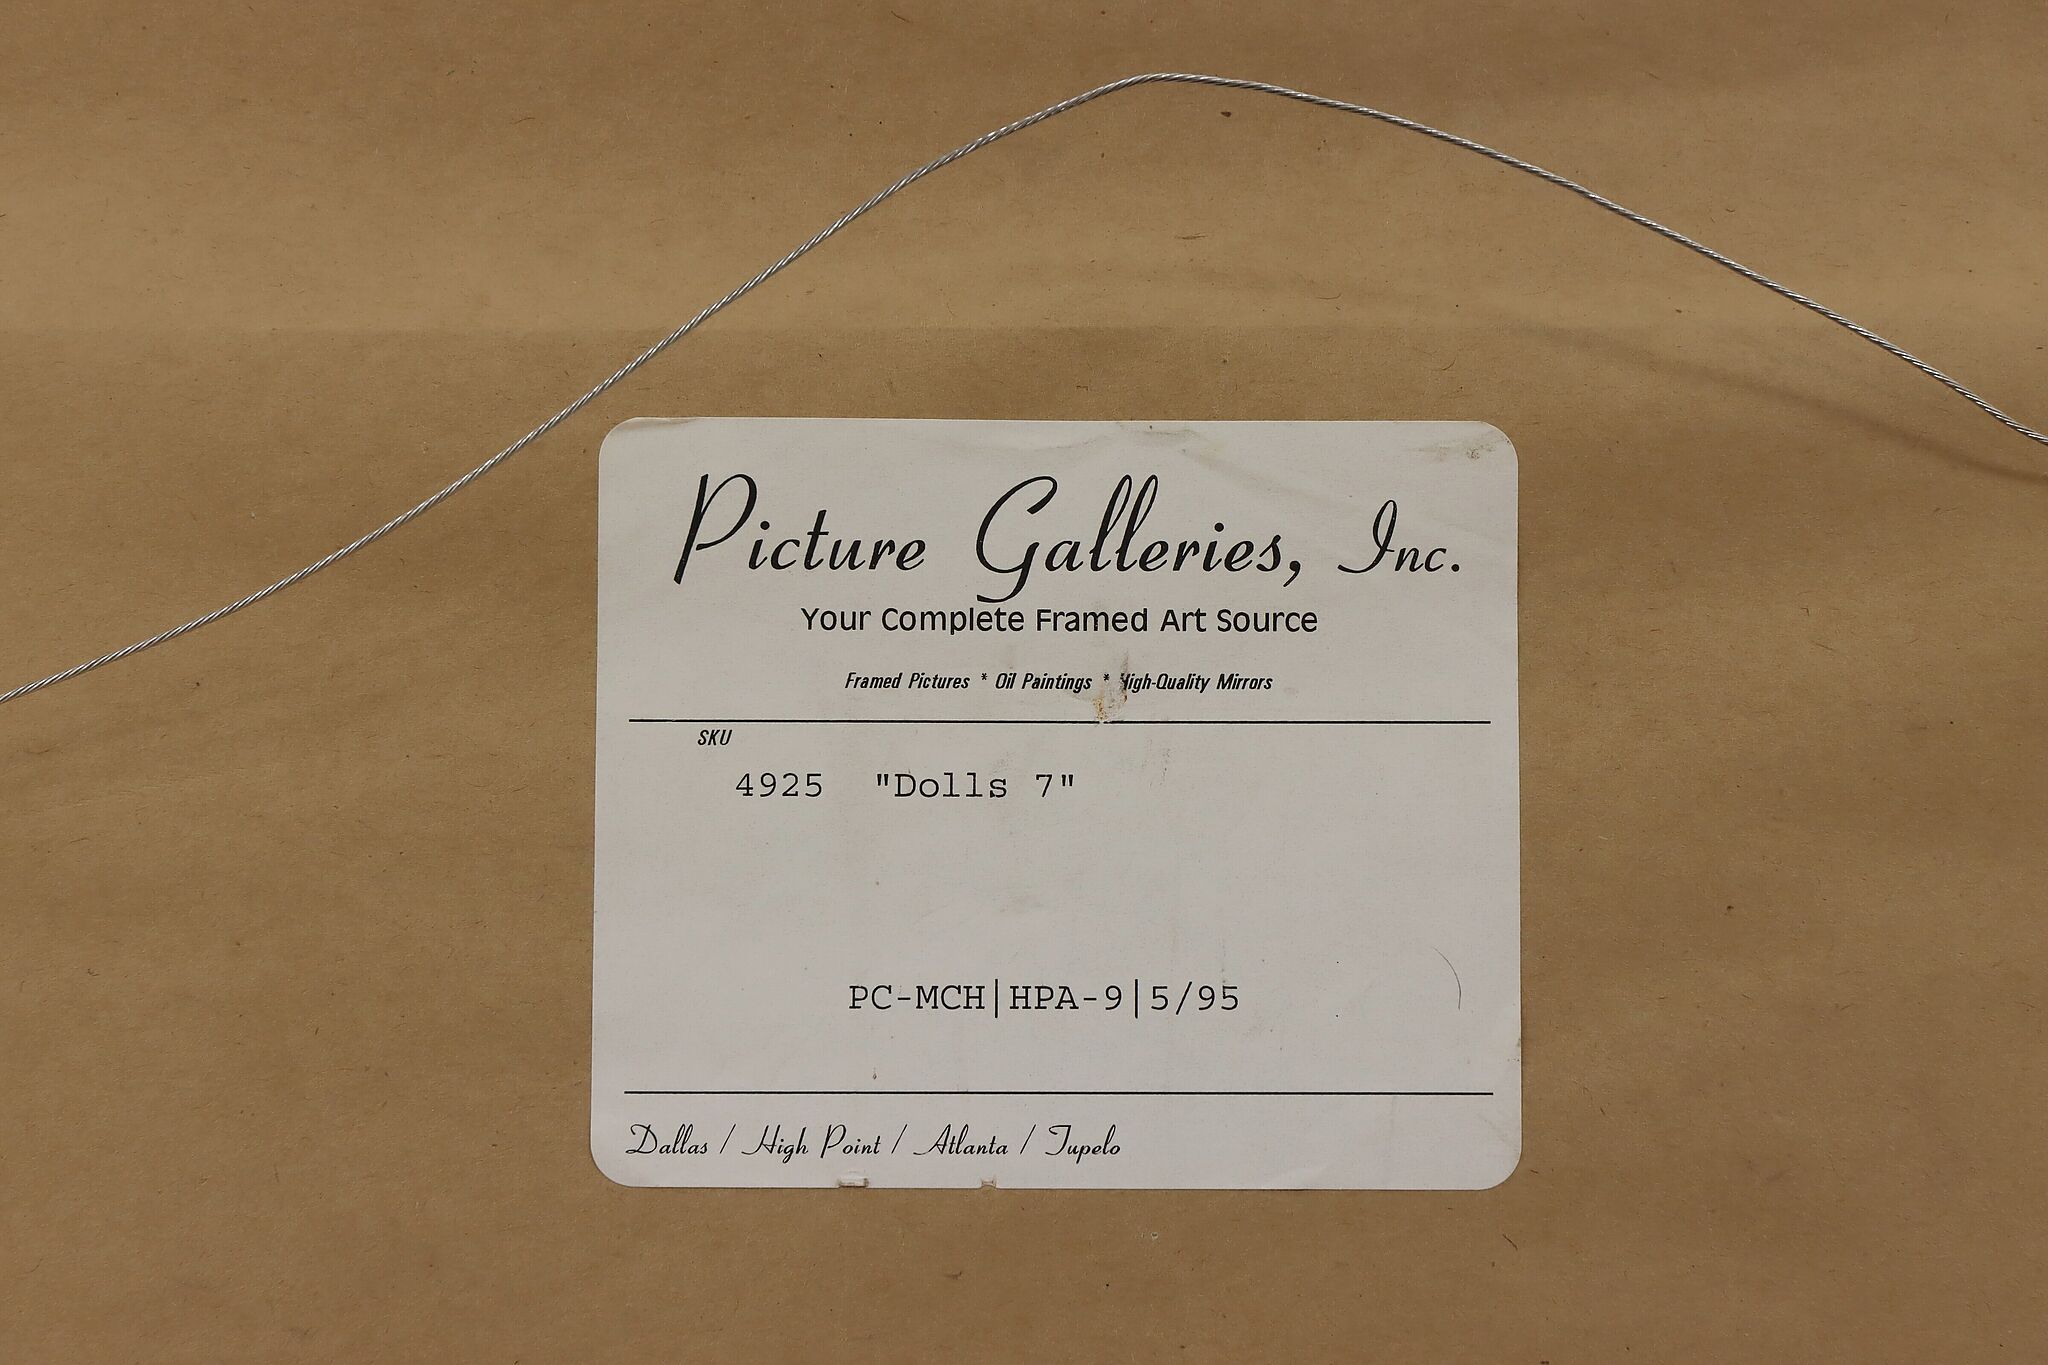 Picture Galleries, Inc.
Your Complete Framed Art Source
Framed Pictures * Oil Paintings * High-Quality Mirrors
SKU
4925 "Dolls 7"
PC-MCH|HPA-9|5/95
Dallas / High Point / Atlanta / Tupelo